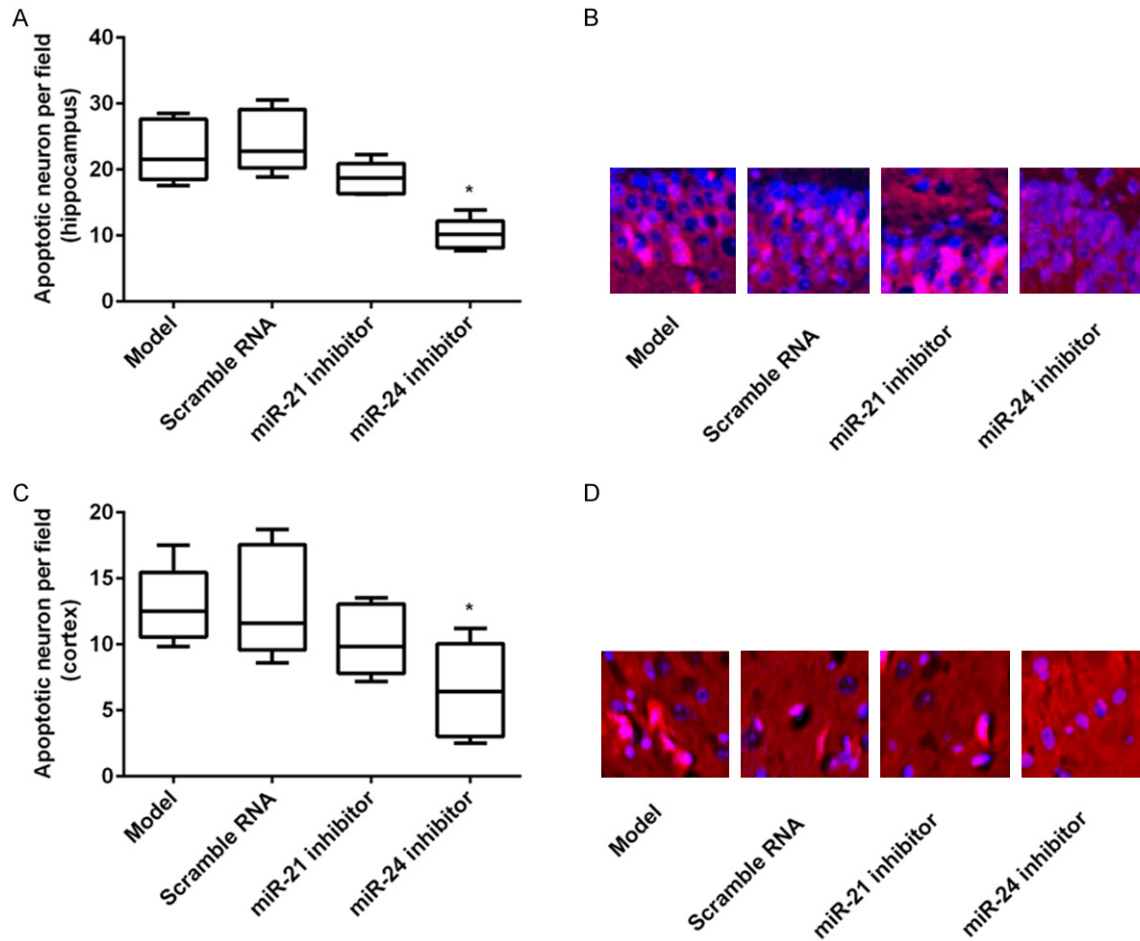 A
Apoptotic neuron per field
(hippocampus)
40
30
20
10
0
*
Model
Scramble RNA
miR-21 inhibitor
miR-24 inhibitor
B
Model
Scramble RNA
miR-21 inhibitor
miR-24 inhibitor
C
Apoptotic neuron per field
(cortex)
20
15
10
5
0
*
Model
Scramble RNA
miR-21 inhibitor
miR-24 inhibitor
D
Model
Scramble RNA
miR-21 inhibitor
miR-24 inhibitor